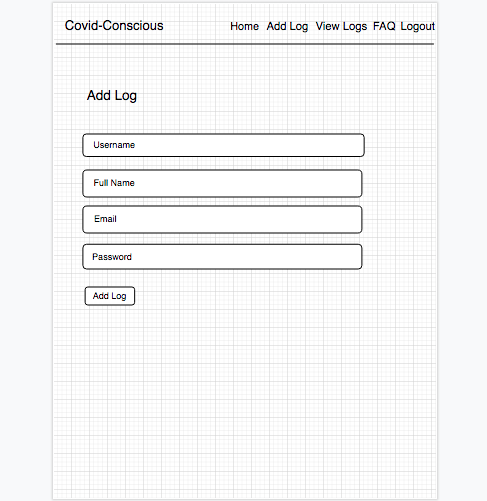 Covid-Conscious Home Add Log View Logs FAQ Logout
Add Log
Username
Full Name
Email
Password
Add Log